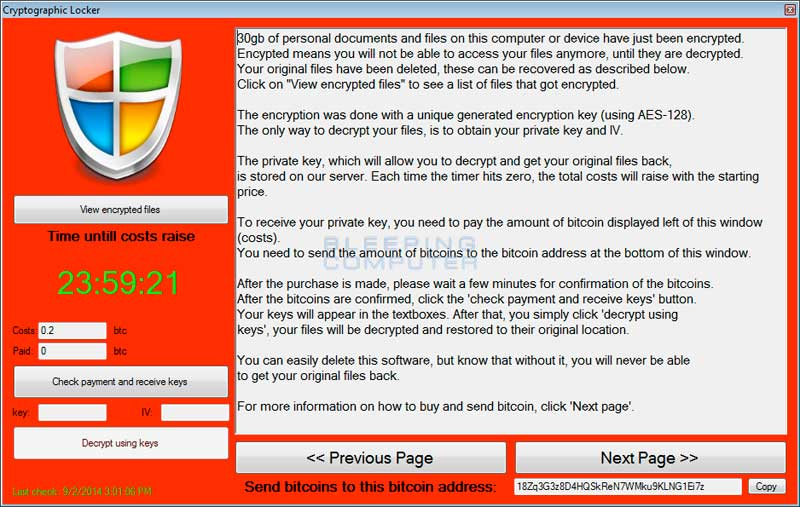 Cryptographic Locker
30gb of personal documents and files on this computer or device have just been encrypted.
Encypted means you will not be able to access your files anymore, until they are decrypted.
Your original files have been deleted, these can be recovered as described below.
Click on "View encrypted files" to see a list of files that got encrypted.
The encryption was done with a unique generated encryption key (using AES-128).
The only way to decrypt your files, is to obtain your private key and IV.
The private key, which will allow you to decrypt and get your original files back,
is stored on our server. Each time the timer hits zero, the total costs will raise with the starting
price.
To receive your private key, you need to pay the amount of bitcoin displayed left of this window
(costs).
You need to send the amount of bitcoins to the bitcoin address at the bottom of this window.
After the purchase is made, please wait a few minutes for confirmation of the bitcoins.
After the bitcoins are confirmed, click the 'check payment and receive keys' button.
Your keys will appear in the textboxes. After that, you simply click 'decrypt using
keys', your files will be decrypted and restored to their original location.
You can easily delete this software, but know that without it, you will never be able
to get your original files back.
For more information on how to buy and send bitcoin, click 'Next page'.
BLEEPING
COMPUTER
View encrypted files
Time untill costs raise
23:59:21
Costs: 0.2 btc
Paid: 0 btc
Check payment and receive keys
key: IV:
Decrypt using keys
Last check: 9/2/2014 3:01:06 PM
<< Previous Page
Next Page >>
Send bitcoins to this bitcoin address: 18Zq3G3z8D4HQSkReN7WMku9KLNG1Ei7z Copy